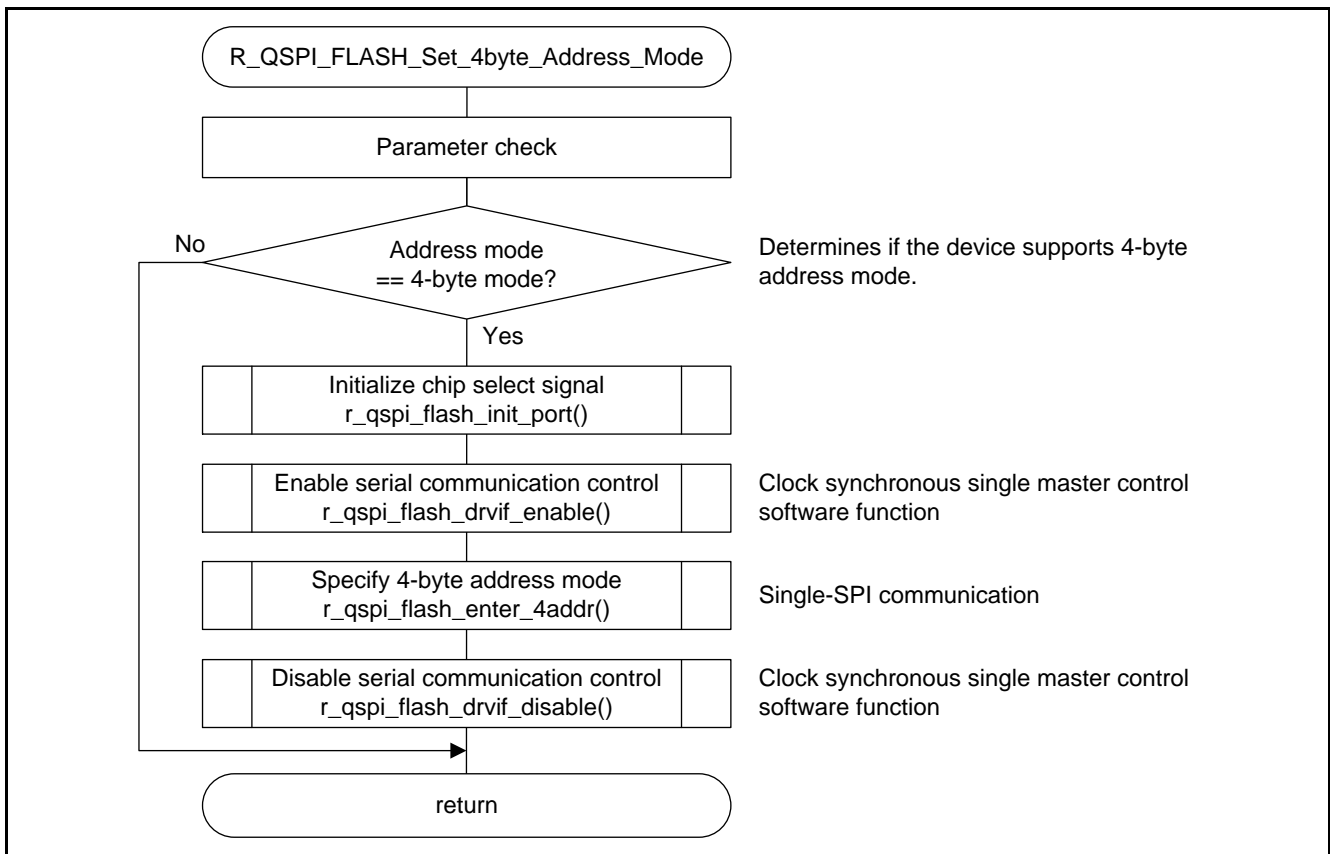 R_QSPI_FLASH_Set_4byte_Address_Mode
Parameter check
No
Address mode
== 4-byte mode?
Determines if the device supports 4-byte
address mode.
Yes
Initialize chip select signal
r_qspi_flash_init_port()
Enable serial communication control
r_qspi_flash_drvif_enable()
Clock synchronous single master control
software function
Specify 4-byte address mode
r_qspi_flash_enter_4addr()
Single-SPI communication
Disable serial communication control
r_qspi_flash_drvif_disable()
Clock synchronous single master control
software function
return